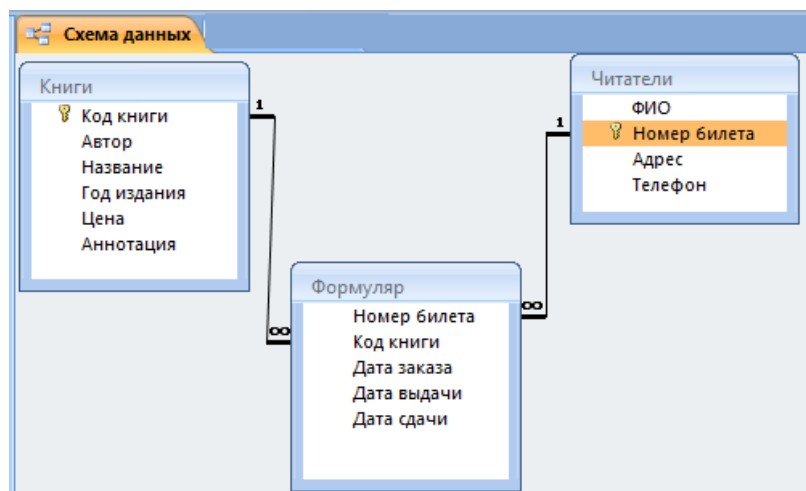 Схема данных
Книги
Код книги
Автор
Название
Год издания
Цена
Аннотация
1
∞
Читатели
ФИО
Номер билета
Адрес
Телефон
1
∞
Формуляр
Номер билета
Код книги
Дата заказа
Дата выдачи
Дата сдачи